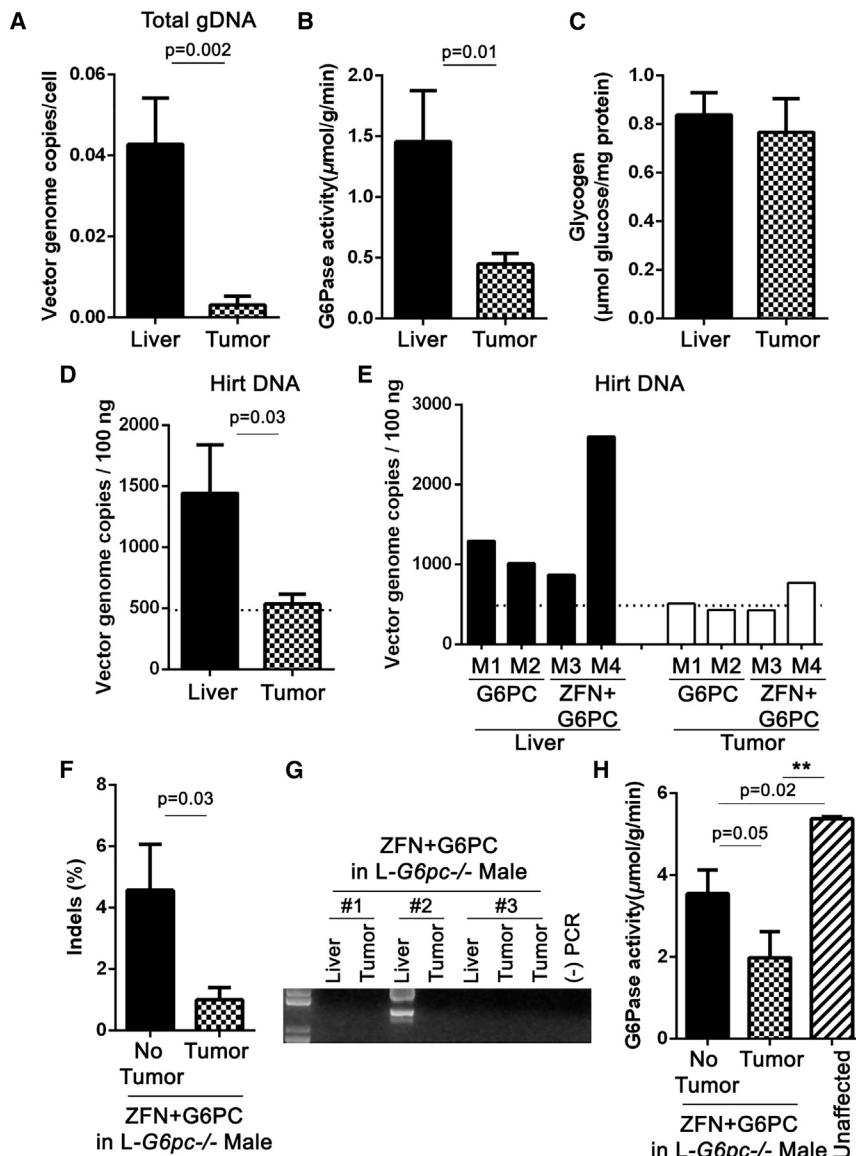 A
Total gDNA
p=0.002
Vector genome copies/cell
0.06
0.04
0.02
0.00
Liver
Tumor
B
p=0.01
G6Pase activity(μmol/g/min)
2.0
1.5
1.0
0.5
0.0
Liver
Tumor
C
Glycogen
(μmol glucose/mg protein)
1.0
0.8
0.6
0.4
0.2
0.0
Liver
Tumor
D
Hirt DNA
p=0.03
Vector genome copies / 100 ng
2000
1500
1000
500
0
Liver
Tumor
E
Hirt DNA
Vector genome copies / 100 ng
3000
2000
1000
0
M1 M2 M3 M4 M1 M2 M3 M4
G6PC ZFN+ G6PC ZFN+
G6PC G6PC
Liver Tumor
F
p=0.03
Indels (%)
8
6
4
2
0
No
Tumor
Tumor
ZFN+G6PC
in L-G6pc-/- Male
G
ZFN+G6PC
in L-G6pc-/- Male
#1 #2 #3
Liver
Tumor
Liver
Tumor
Liver
Tumor
Tumor
(-) PCR
H
**
p=0.02
p=0.05
G6Pase activity(μmol/g/min)
6
4
2
0
No
Tumor
Tumor
Unaffected
ZFN+G6PC
in L-G6pc-/- Male